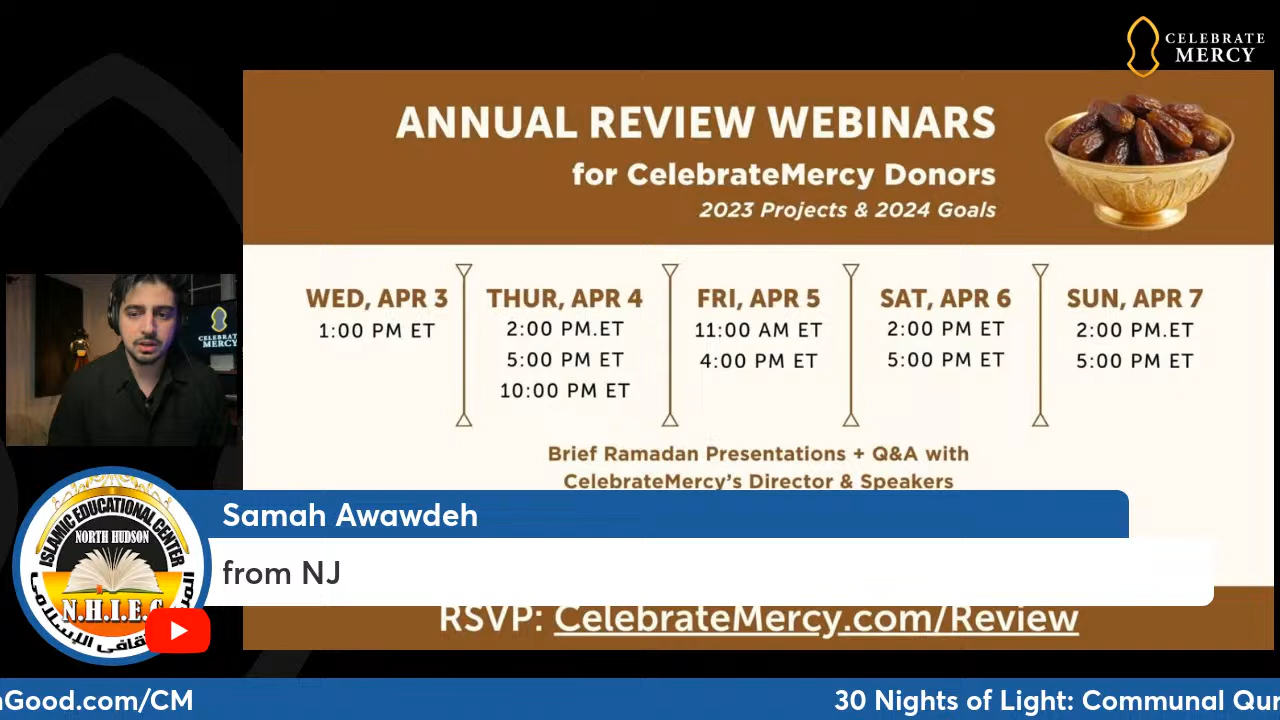 CELEBRATE
MERCY
ANNUAL REVIEW WEBINARS
for CelebrateMercy Donors
2023 Projects & 2024 Goals
WED, APR 3
1:00 PM ET
THUR, APR 4
2:00 PM.ET
5:00 PM ET
10:00 PM ET
FRI, APR 5
11:00 AM ET
4:00 PM ET
SAT, APR 6
2:00 PM ET
5:00 PM ET
SUN, APR 7
2:00 PM.ET
5:00 PM ET
Brief Ramadan Presentations + Q&A with
CelebrateMercy's Director & Speakers
CELEBRATE
MERCY
ISLAMIC EDUCATIONAL CENTER
NORTH HUDSON
N.H.I.E.C
Samah Awawdeh
from NJ
RSVP: CelebrateMercy.com/Review
Good.com/CM
30 Nights of Light: Communal Qur